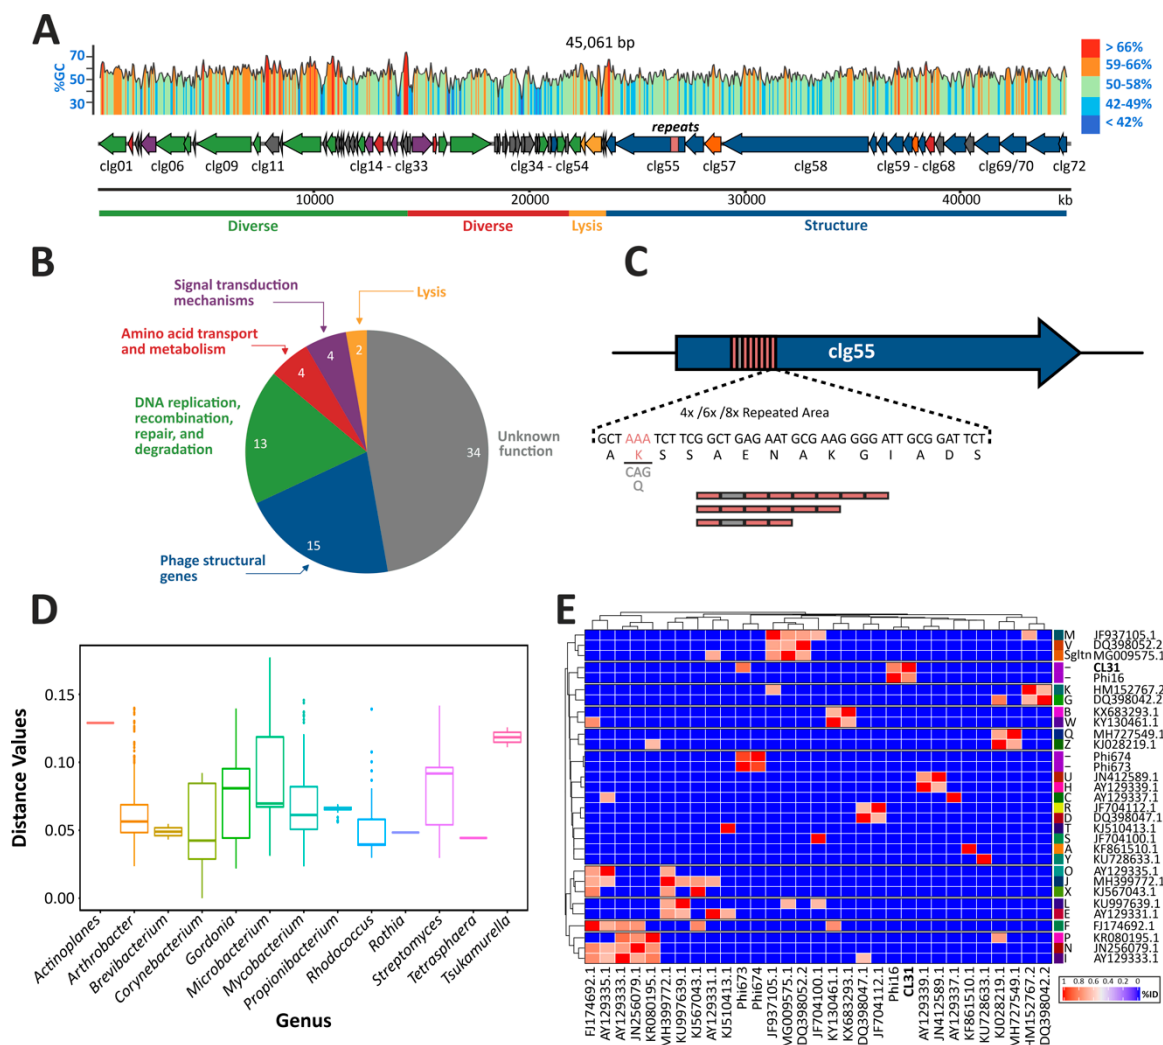 A
45,061 bp
%GC
70
50
30
> 66%
59-66%
50-58%
42-49%
< 42%
repeats
clg01
clg06
clg09
clg11
clg14 - clg33
clg34 - clg54
clg55
clg57
clg58
clg59 - clg68
clg69/70
clg72
10000
20000
30000
40000
kb
Diverse
Diverse
Lysis
Structure
B
Signal transduction
mechanisms
Lysis
Amino acid transport
and metabolism
DNA replication,
recombination,
repair, and
degradation
Phage structural
genes
Unknown
function
2
4
4
13
15
34
C
clg55
4x /6x /8x Repeated Area
GCT AAA TCT TCG GCT GAG AAT GCG AAG GGG ATT GCG GAT TCT
A K S S A E N A K G I A D S
CAG
Q
D
Distance Values
0.15
0.10
0.05
0.00
Actinoplanes
Arthrobacter
Brevibacterium
Corynebacterium
Gordonia
Microbacterium
Mycobacterium
Propionibacterium
Rhodococcus
Rothia
Streptomyces
Tetrasphaera
Tsukamurella
Genus
E
M JF937105.1
V DQ398052.2
Sgltn MG009575.1
– CL31
– Phi16
K HM152767.2
G DQ398042.2
B KX683293.1
W KY130461.1
Q MH727549.1
Z KJ028219.1
– Phi674
– Phi673
U JN412589.1
H AY129339.1
C AY129337.1
R JF704112.1
D DQ398047.1
T KJ510413.1
S JF704100.1
A KF861510.1
Y KU728633.1
O AY129335.1
J MH399772.1
X KJ567043.1
L KU997639.1
E AY129331.1
F FJ174692.1
P KR080195.1
N JN256079.1
I AY129333.1
FJ174692.1
AY129335.1
AY129333.1
JN256079.1
KR080195.1
MH399772.1
KU997639.1
KJ567043.1
AY129331.1
KJ510413.1
Phi673
Phi674
JF937105.1
MG009575.1
DQ398052.2
JF704100.1
KY130461.1
KX683293.1
DQ398047.1
JF704112.1
Phi16
CL31
AY129339.1
JN412589.1
AY129337.1
KF861510.1
KU728633.1
KJ028219.1
MH727549.1
HM152767.2
DQ398042.2
1 0.8 0.6 0.4 0.2 0
%ID